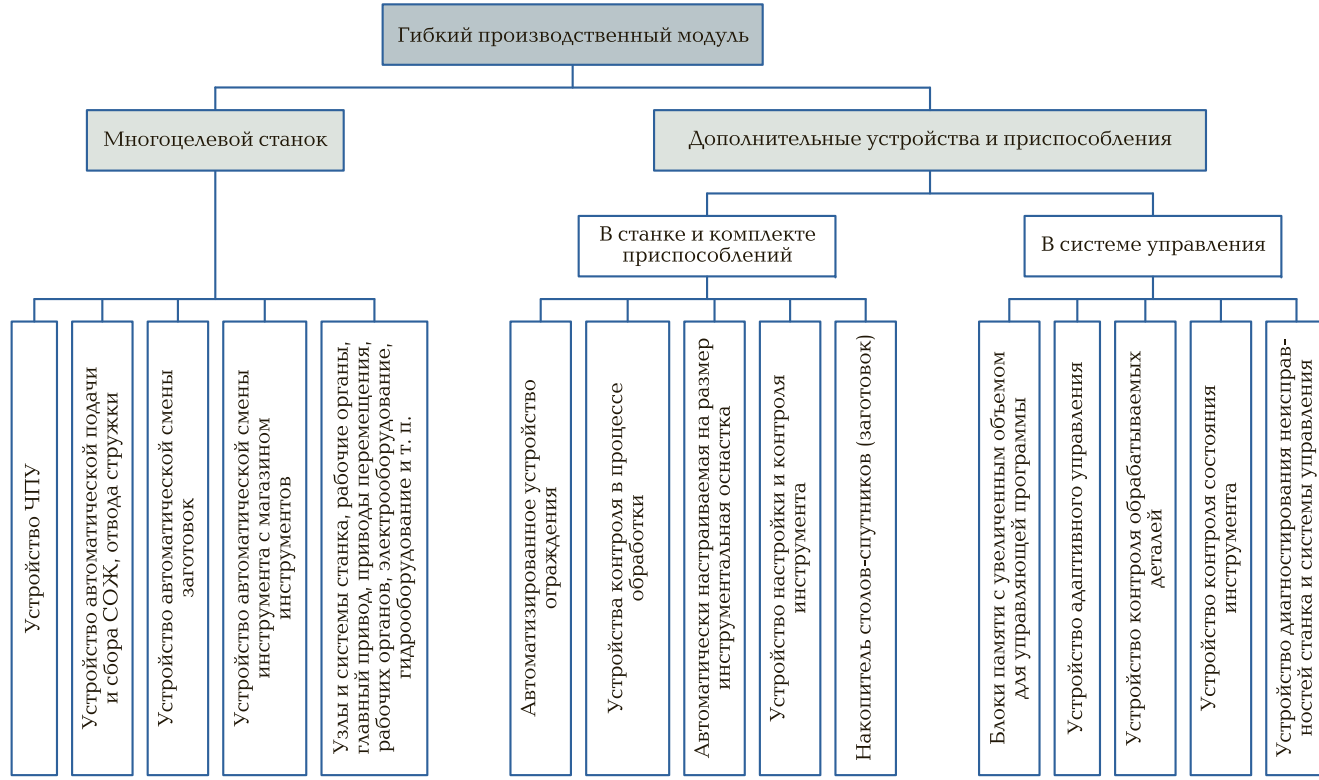 Гибкий производственный модуль
Многоцелевой станок
Дополнительные устройства и приспособления
В станке и комплекте
приспособлений
В системе управления
Устройство ЧПУ
Устройство автоматической подачи
и сбора СОЖ, отвода стружки
Устройство автоматической смены
заготовок
Устройство автоматической смены
инструмента с магазином
инструментов
Узлы и системы станка, рабочие органы,
главный привод, приводы перемещения,
рабочих органов, электрооборудование,
гидрооборудование и т. п.
Автоматизированное устройство
ограждения
Устройства контроля в процессе
обработки
Автоматически настраиваемая на размер
инструментальная оснастка
Устройство настройки и контроля
инструмента
Накопитель столов-спутников (заготовок)
Блоки памяти с увеличенным объемом
для управляющей программы
Устройство адаптивного управления
Устройство контроля обрабатываемых
деталей
Устройство контроля состояния
инструмента
Устройство диагностирования неисправ-
ностей станка и системы управления